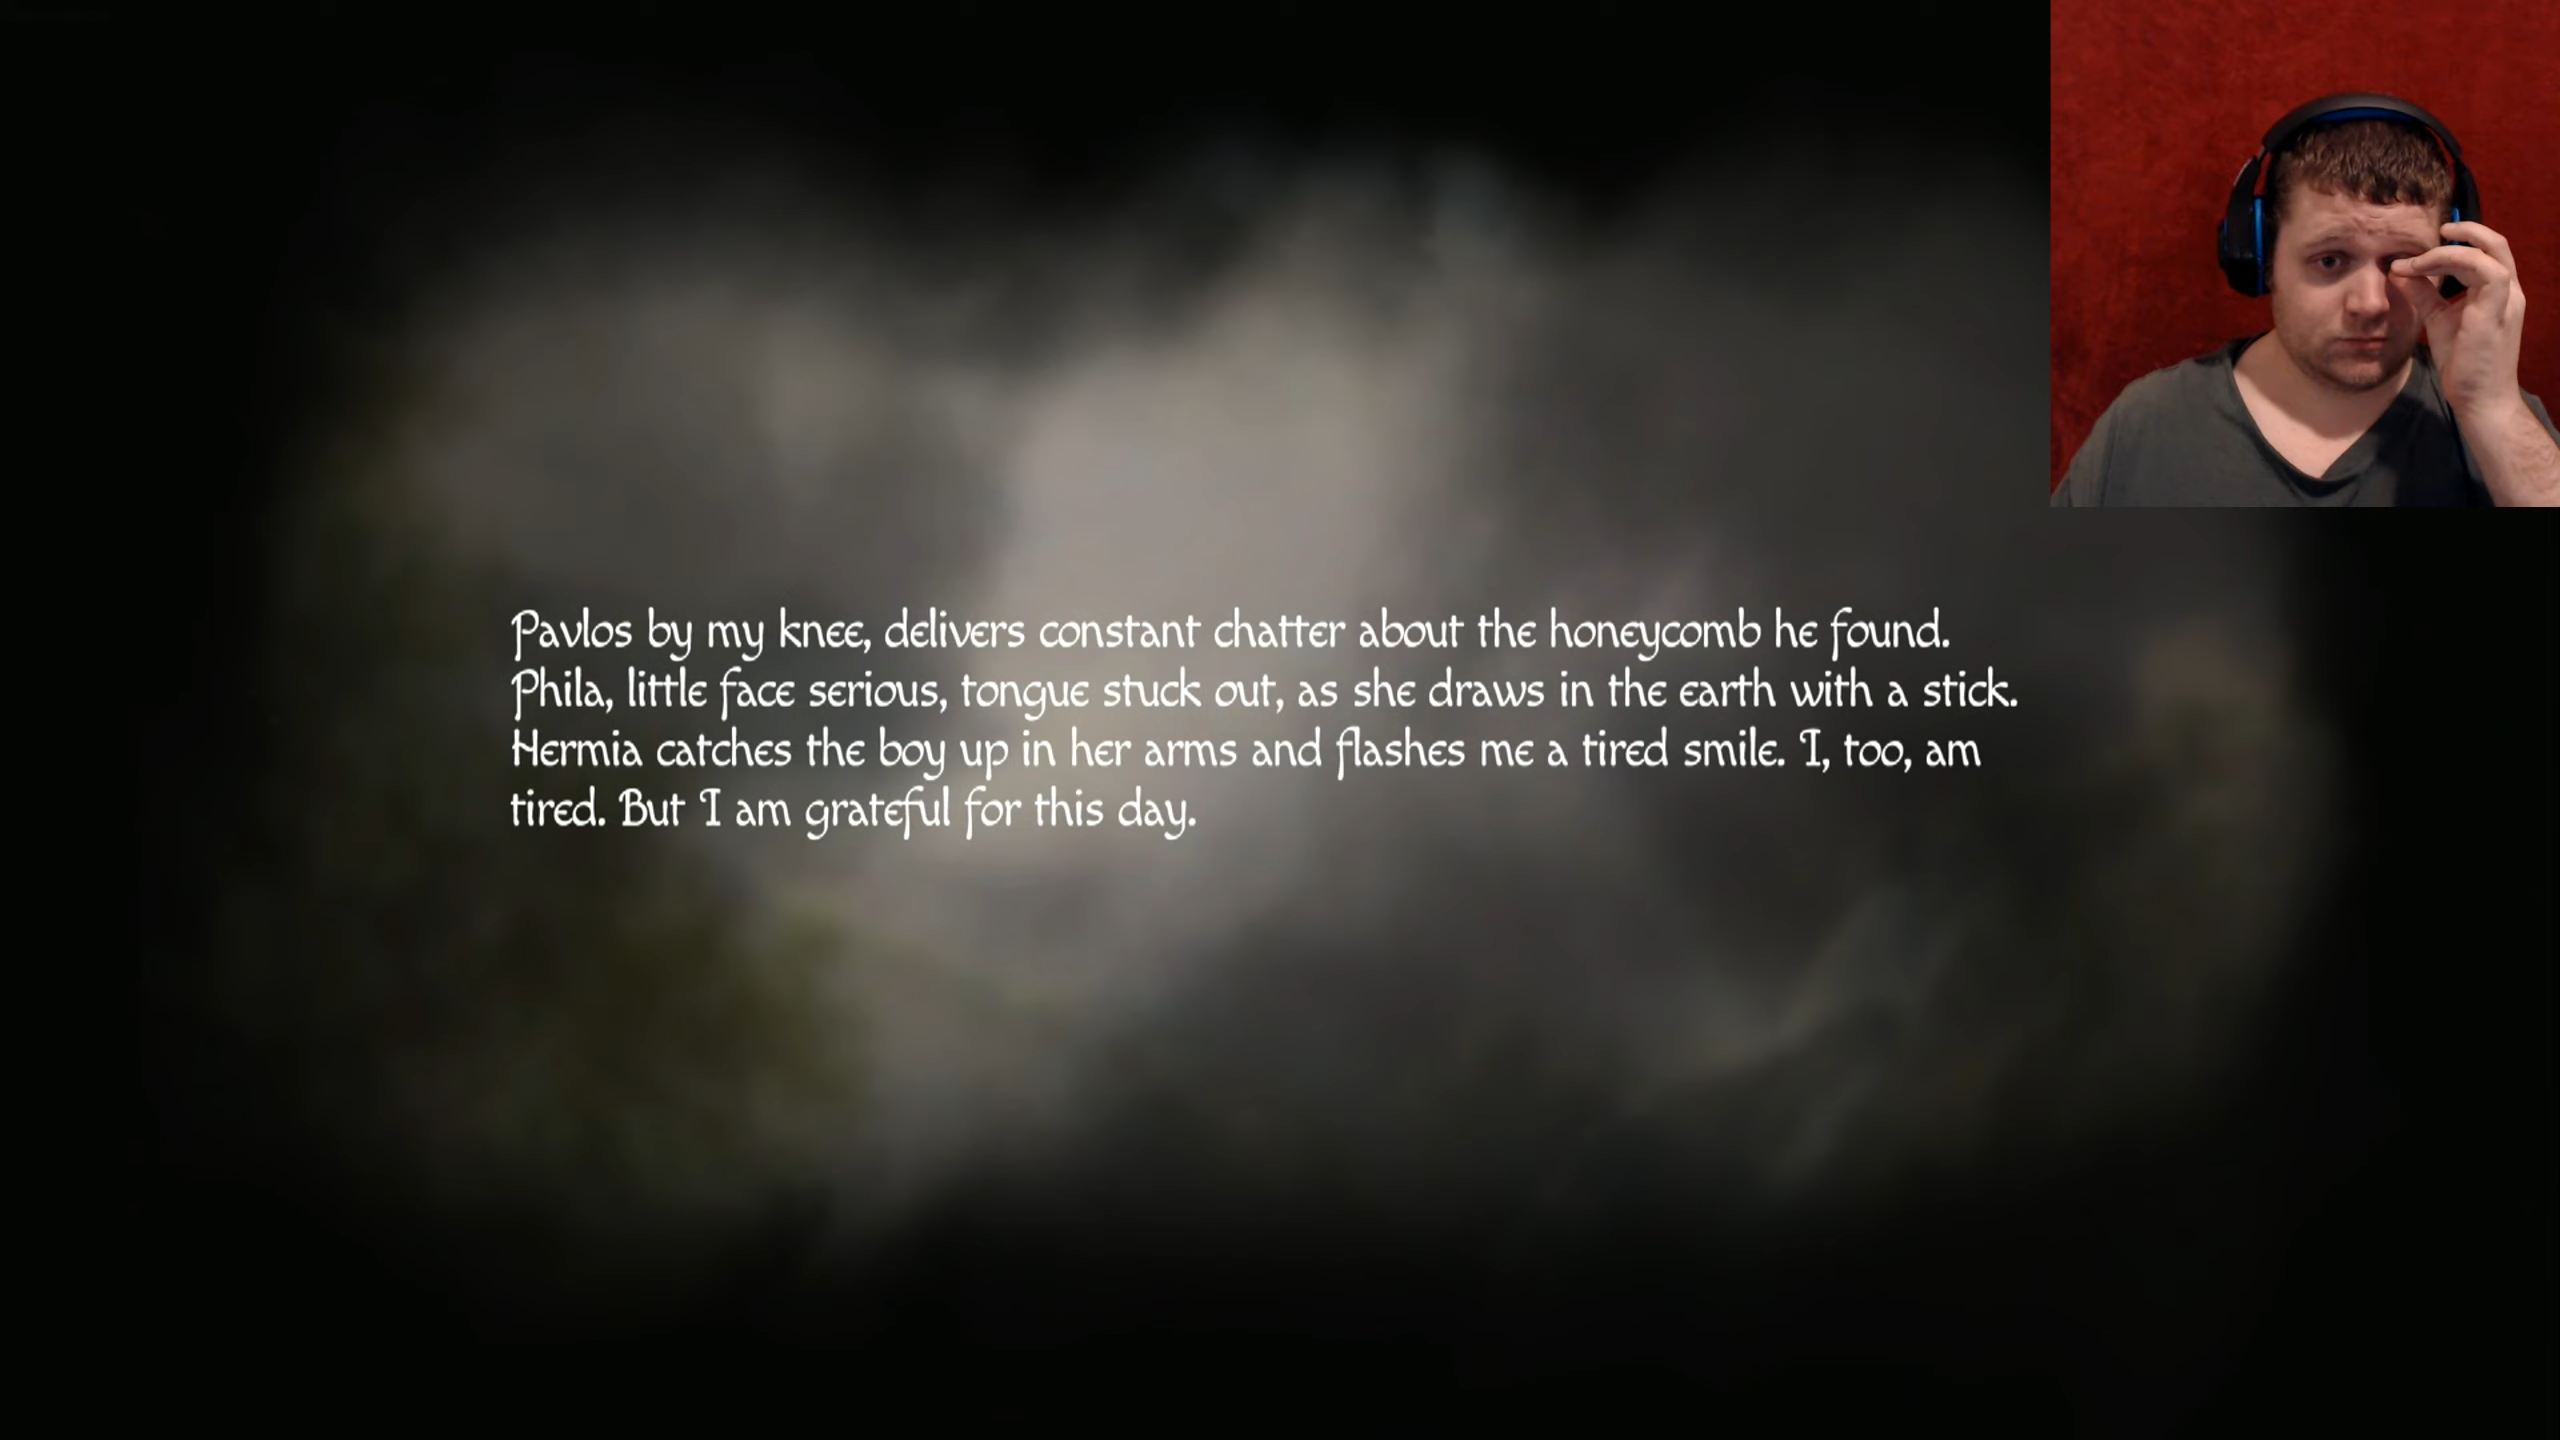 Pavlos by my knee, delivers constant chatter about the honeycomb he found.
Phila, little face serious, tongue stuck out, as she draws in the earth with a stick.
Hermia catches the boy up in her arms and flashes me a tired smile. I, too, am
tired. But I am grateful for this day.